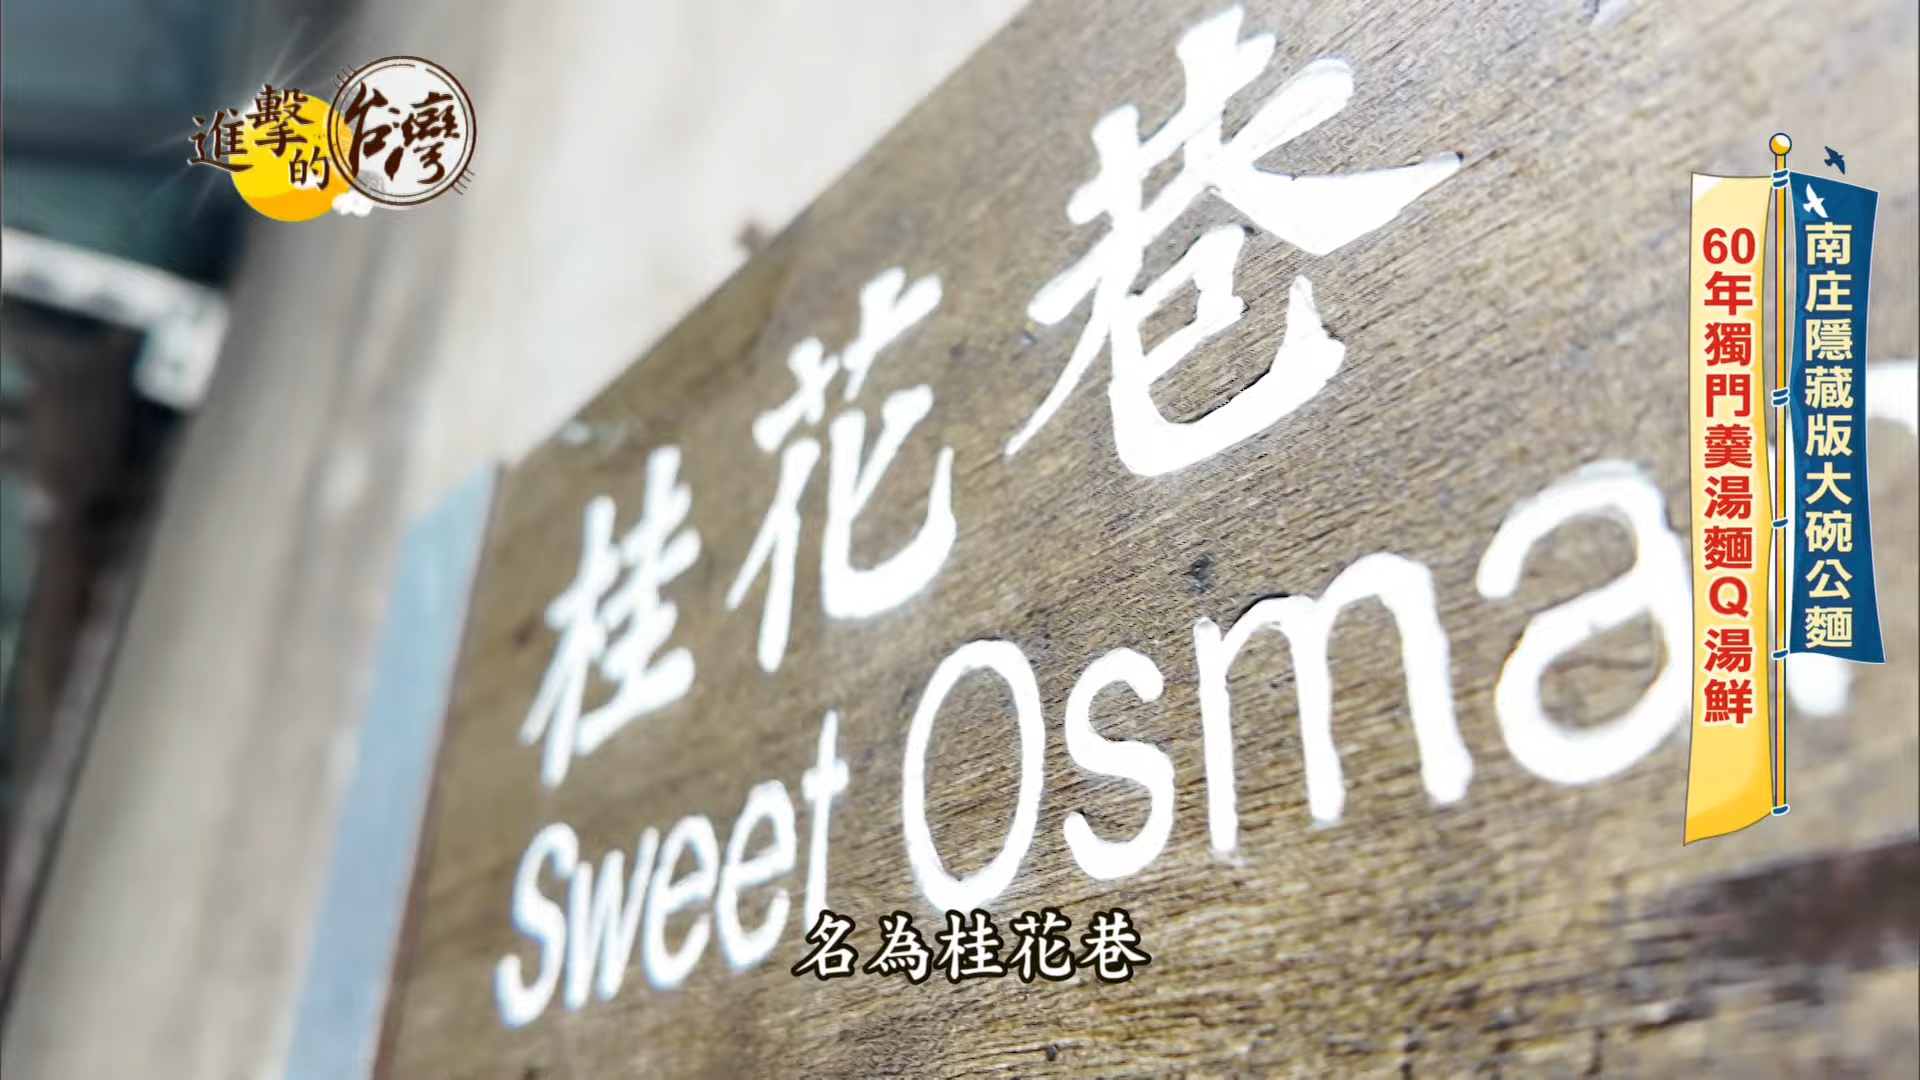 進擊的台灣
桂花巷
Sweet Osma
南庄隱藏版大碗公麵
60年獨門羹湯麵Q湯鮮
名為桂花巷